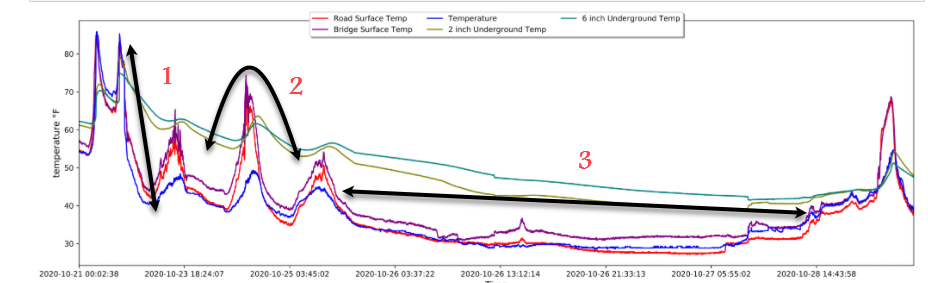 Road Surface Temp
Bridge Surface Temp
Temperature
2 inch Underground Temp
6 inch Underground Temp
temperature °F
80
70
60
50
40
30
1
2
3
2020-10-21 00:02:38
2020-10-23 18:24:07
2020-10-25 03:45:02
2020-10-26 03:37:22
2020-10-26 13:12:14
2020-10-26 21:33:13
2020-10-27 05:55:02
2020-10-28 14:43:58